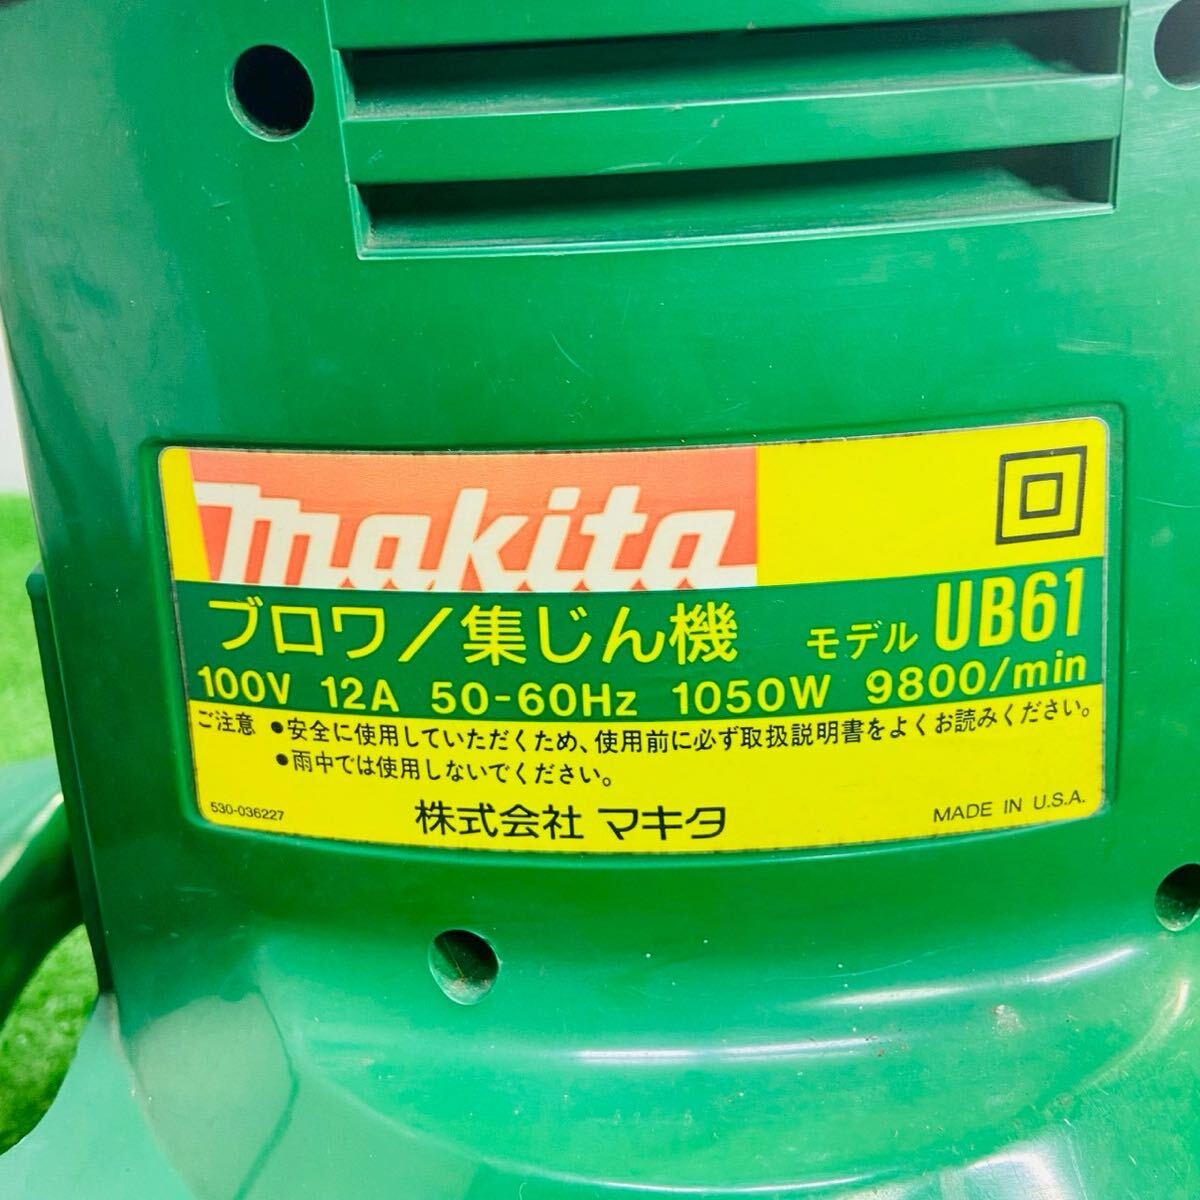 makita
ブロワ/集じん機 モデル UB61
100V 12A 50-60Hz 1050W 9800/min
ご注意 ●安全に使用していただくため、使用前に必ず取扱説明書をよくお読みください。
●雨中では使用しないでください。
530-036227 株式会社 マキタ MADE IN U.S.A.